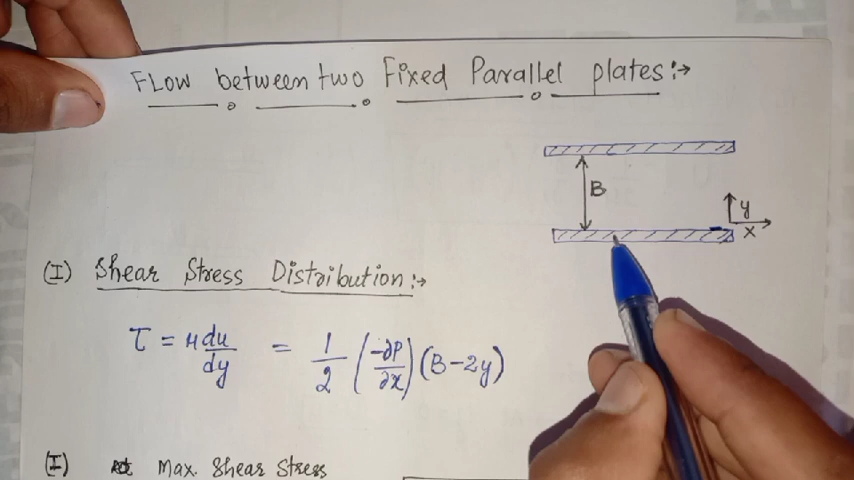 Flow between two Fixed Parallel plates:→
B
y
x
(I) Shear Stress Distribution:→
τ = μ du/dy = 1/2 (-∂P/∂x) (B-2y)
(I) Max. Shear Stress